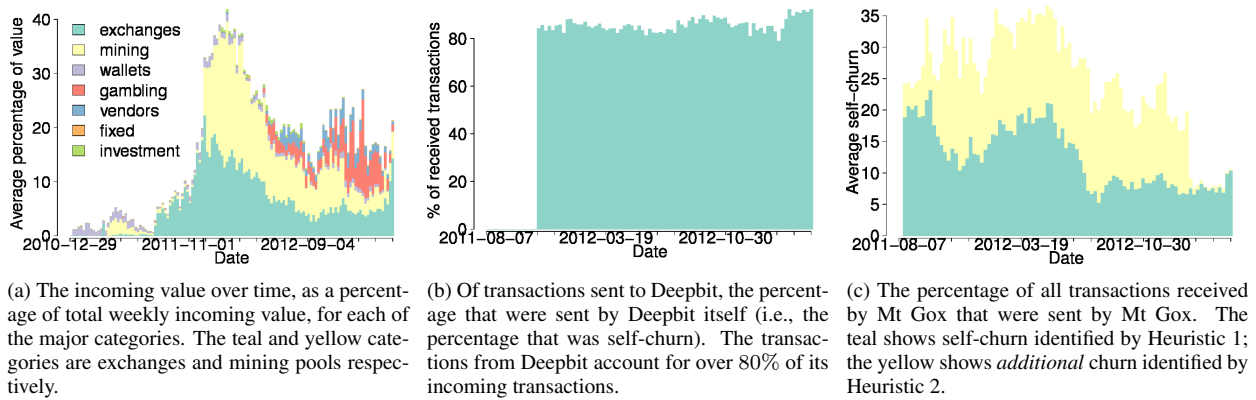 Average percentage of value
40
30
20
10
0
exchanges
mining
wallets
gambling
vendors
fixed
investment
2010-12-29
2011-11-01
2012-09-04
Date
% of received transactions
80
60
40
20
0
2011-08-07
2012-03-19
2012-10-30
Date
Average self-churn
35
30
25
20
15
10
5
0
2011-08-07
2012-03-19
2012-10-30
Date
(a) The incoming value over time, as a percent-
age of total weekly incoming value, for each of
the major categories. The teal and yellow cate-
gories are exchanges and mining pools respec-
tively.
(b) Of transactions sent to Deepbit, the percent-
age that were sent by Deepbit itself (i.e., the
percentage that was self-churn). The transac-
tions from Deepbit account for over 80% of its
incoming transactions.
(c) The percentage of all transactions received
by Mt Gox that were sent by Mt Gox. The
teal shows self-churn identified by Heuristic 1;
the yellow shows additional churn identified by
Heuristic 2.